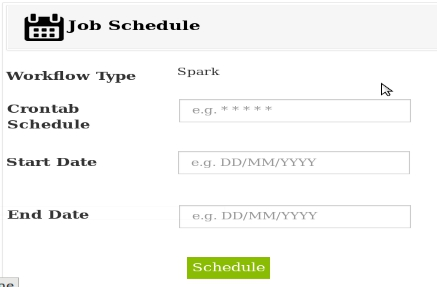 Job Schedule
Workflow Type Spark
Crontab Schedule e.g. * * * * *
Start Date e.g. DD/MM/YYYY
End Date e.g. DD/MM/YYYY
Schedule